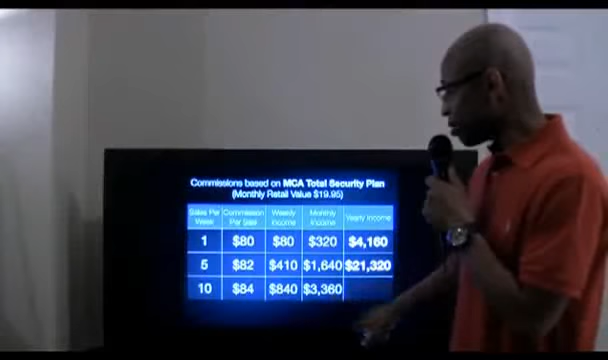 Commissions based on MCA Total Security Plan
(Monthly Retail Value $19.95)
Sales Per Week Commission Per Sale Weekly Income Monthly Income Yearly Income
1 $80 $80 $320 $4,160
5 $82 $410 $1,640 $21,320
10 $84 $840 $3,360